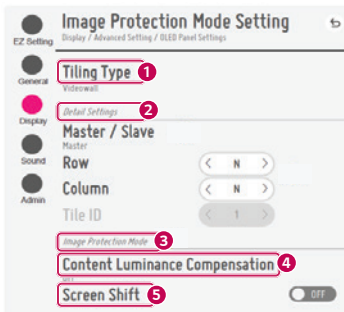 Image Protection Mode Setting
Display / Advanced Setting / OLED Panel Settings
EZ Setting
General
Display
Sound
Admin
Tiling Type 1
Videowall
Detail Settings 2
Master / Slave
Master
Row < N >
Column < N >
Tile ID < 1 >
Image Protection Mode 3
Content Luminance Compensation 4
Screen Shift 5 OFF